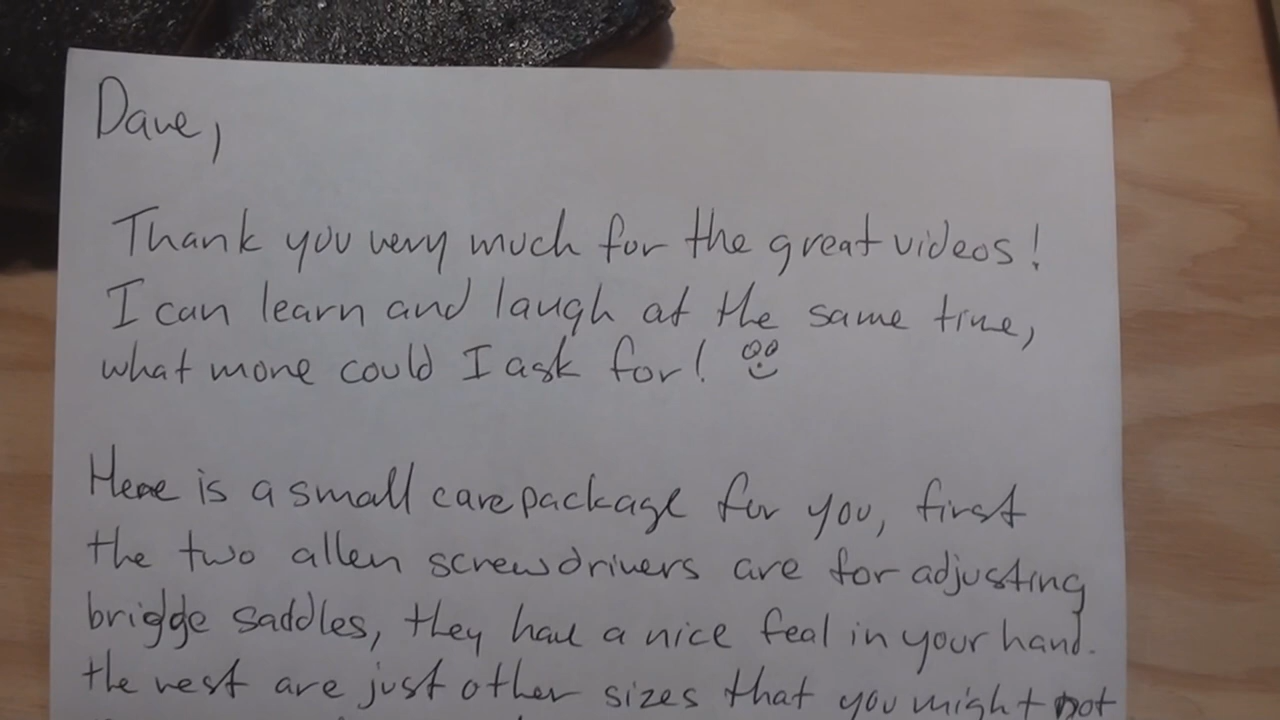 Dave,
Thank you very much for the great videos!
I can learn and laugh at the same time,
what more could I ask for!
Here is a small care package for you, first
the two allen screwdrivers are for adjusting
brigde saddles, they have a nice feal in your hand.
the rest are just other sizes that you might not